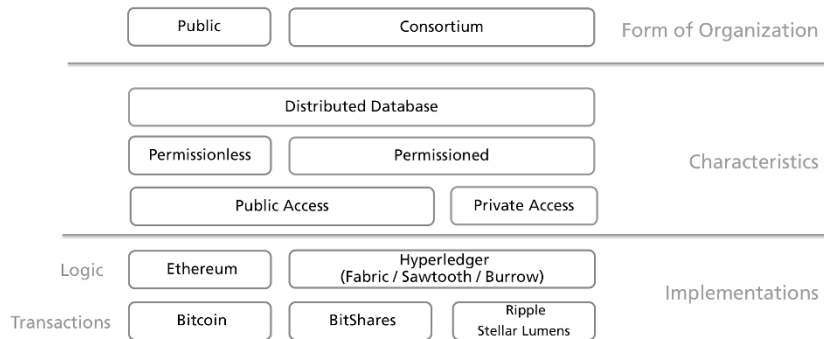 Public
Consortium
Form of Organization
Distributed Database
Permissionless
Permissioned
Characteristics
Public Access
Private Access
Logic
Ethereum
Hyperledger
(Fabric / Sawtooth / Burrow)
Implementations
Transactions
Bitcoin
BitShares
Ripple
Stellar Lumens